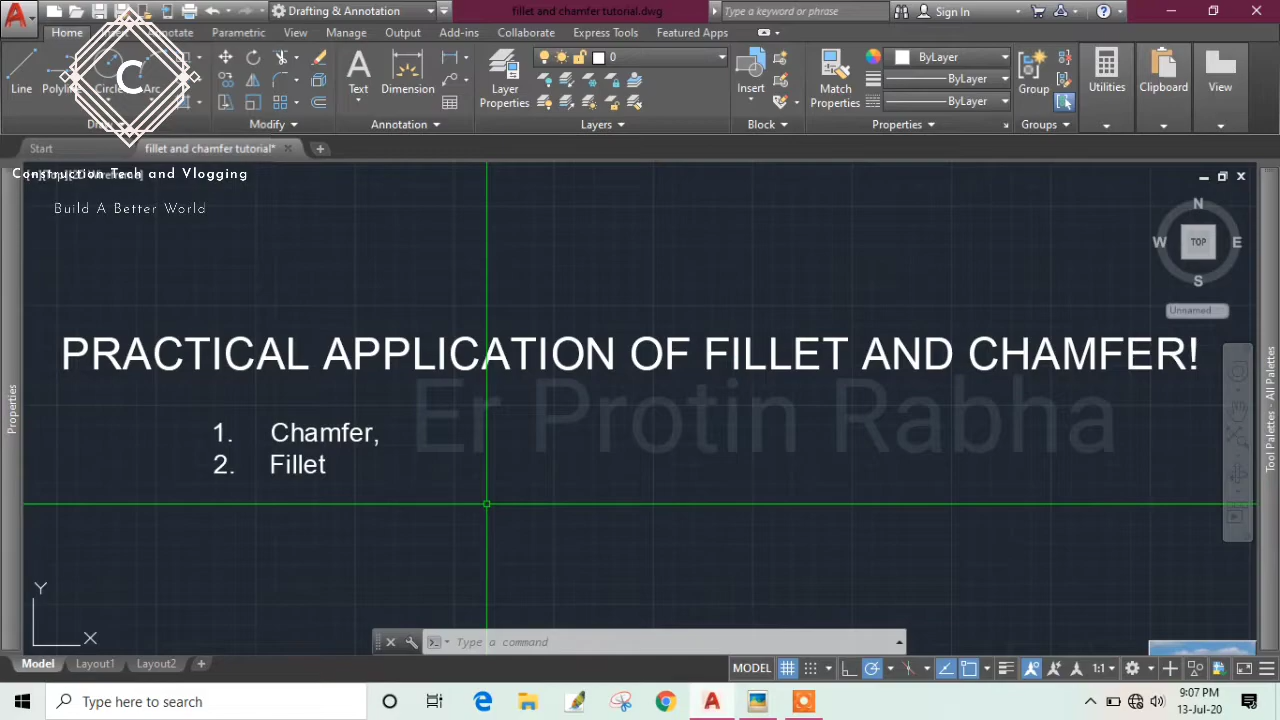 Drafting & Annotation
fillet and chamfer tutorial.dwg
Type a keyword or phrase
Sign In
Home
Annotate
Parametric
View
Manage
Output
Add-ins
Collaborate
Express Tools
Featured Apps
C
Line
Polyline
Circle
Arc
Text
Dimension
Layer Properties
0
Insert
Match Properties
ByLayer
ByLayer
ByLayer
Group
Utilities
Clipboard
View
Modify
Annotation
Layers
Block
Properties
Groups
Start
fillet and chamfer tutorial*
Construction Tech and Vlogging
Build A Better World
N
W
TOP
E
S
Unnamed
PRACTICAL APPLICATION OF FILLET AND CHAMFER!
Er Protin Rabha
1. Chamfer,
2. Fillet
Properties
Tool Palettes - All Palettes
Y
X
Type a command
Model
Layout1
Layout2
MODEL
1:1
Type here to search
9:07 PM
13-Jul-20